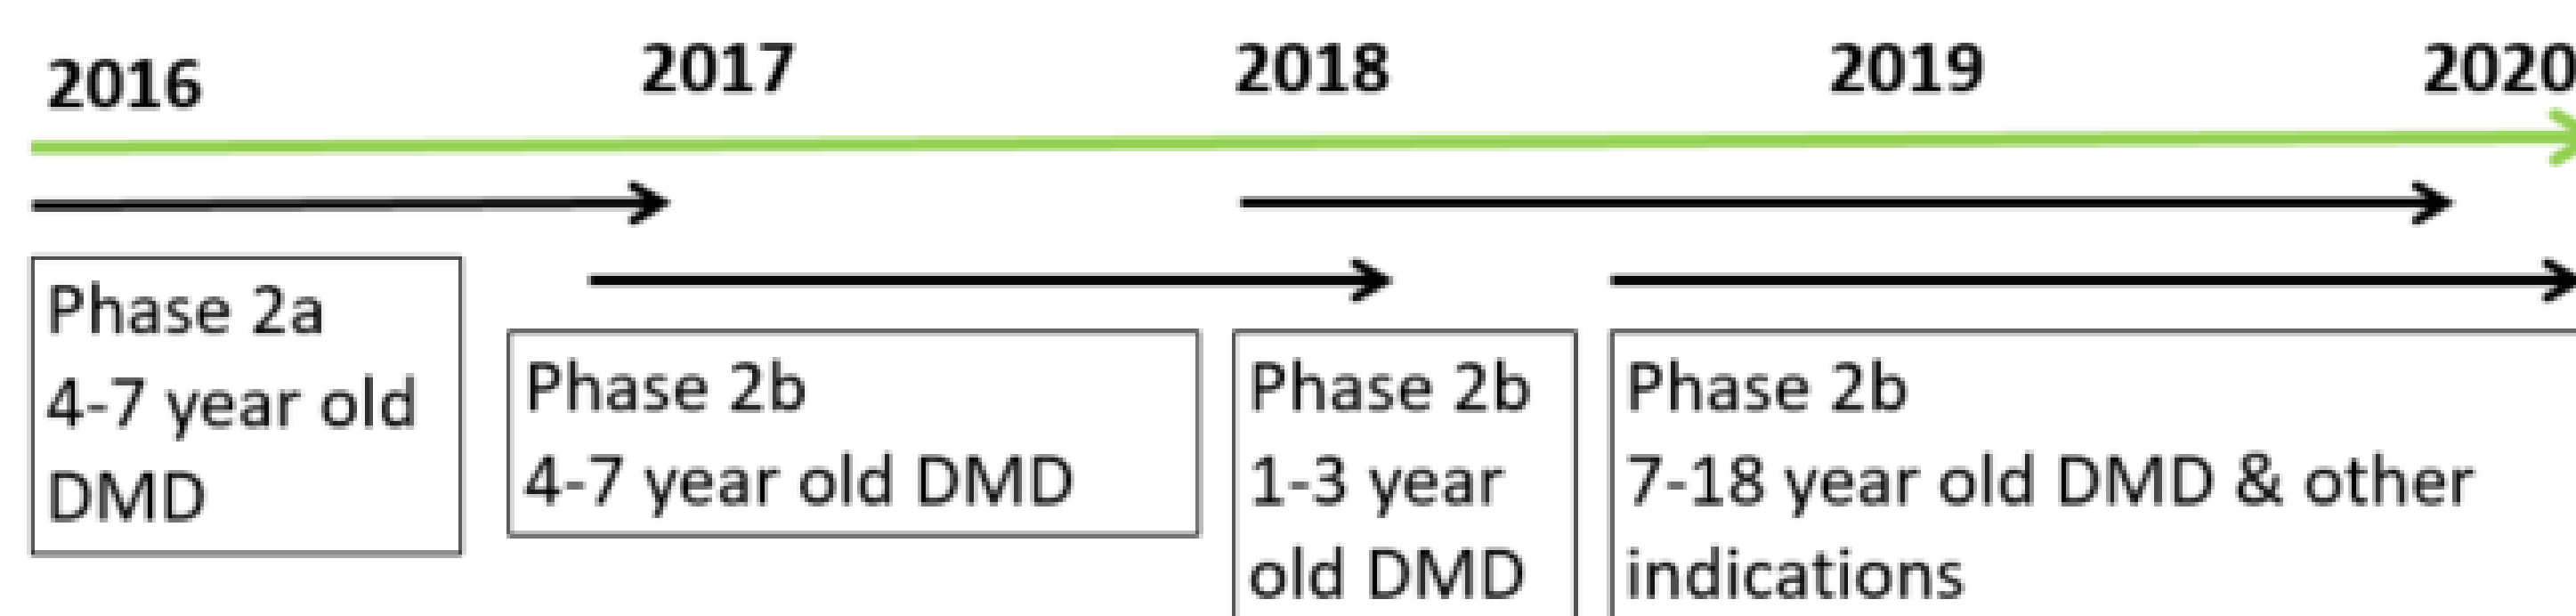 2016 2017 2018 2019 2020
Phase 2a
4-7 year old
DMD
Phase 2b
4-7 year old DMD
Phase 2b
1-3 year
old DMD
Phase 2b
7-18 year old DMD & other
indications